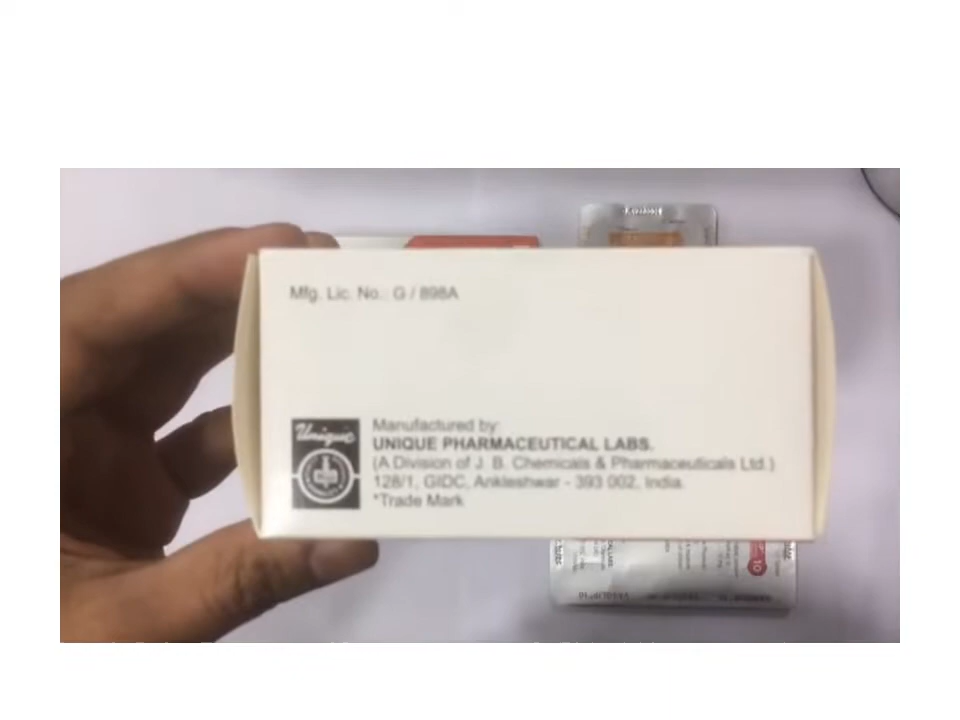 Mfg. Lic. No.: G / 898A
Unique
Manufactured by:
UNIQUE PHARMACEUTICAL LABS.
(A Division of J. B. Chemicals & Pharmaceuticals Ltd.)
128/1, GIDC, Ankleshwar - 393 002, India.
*Trade Mark
10